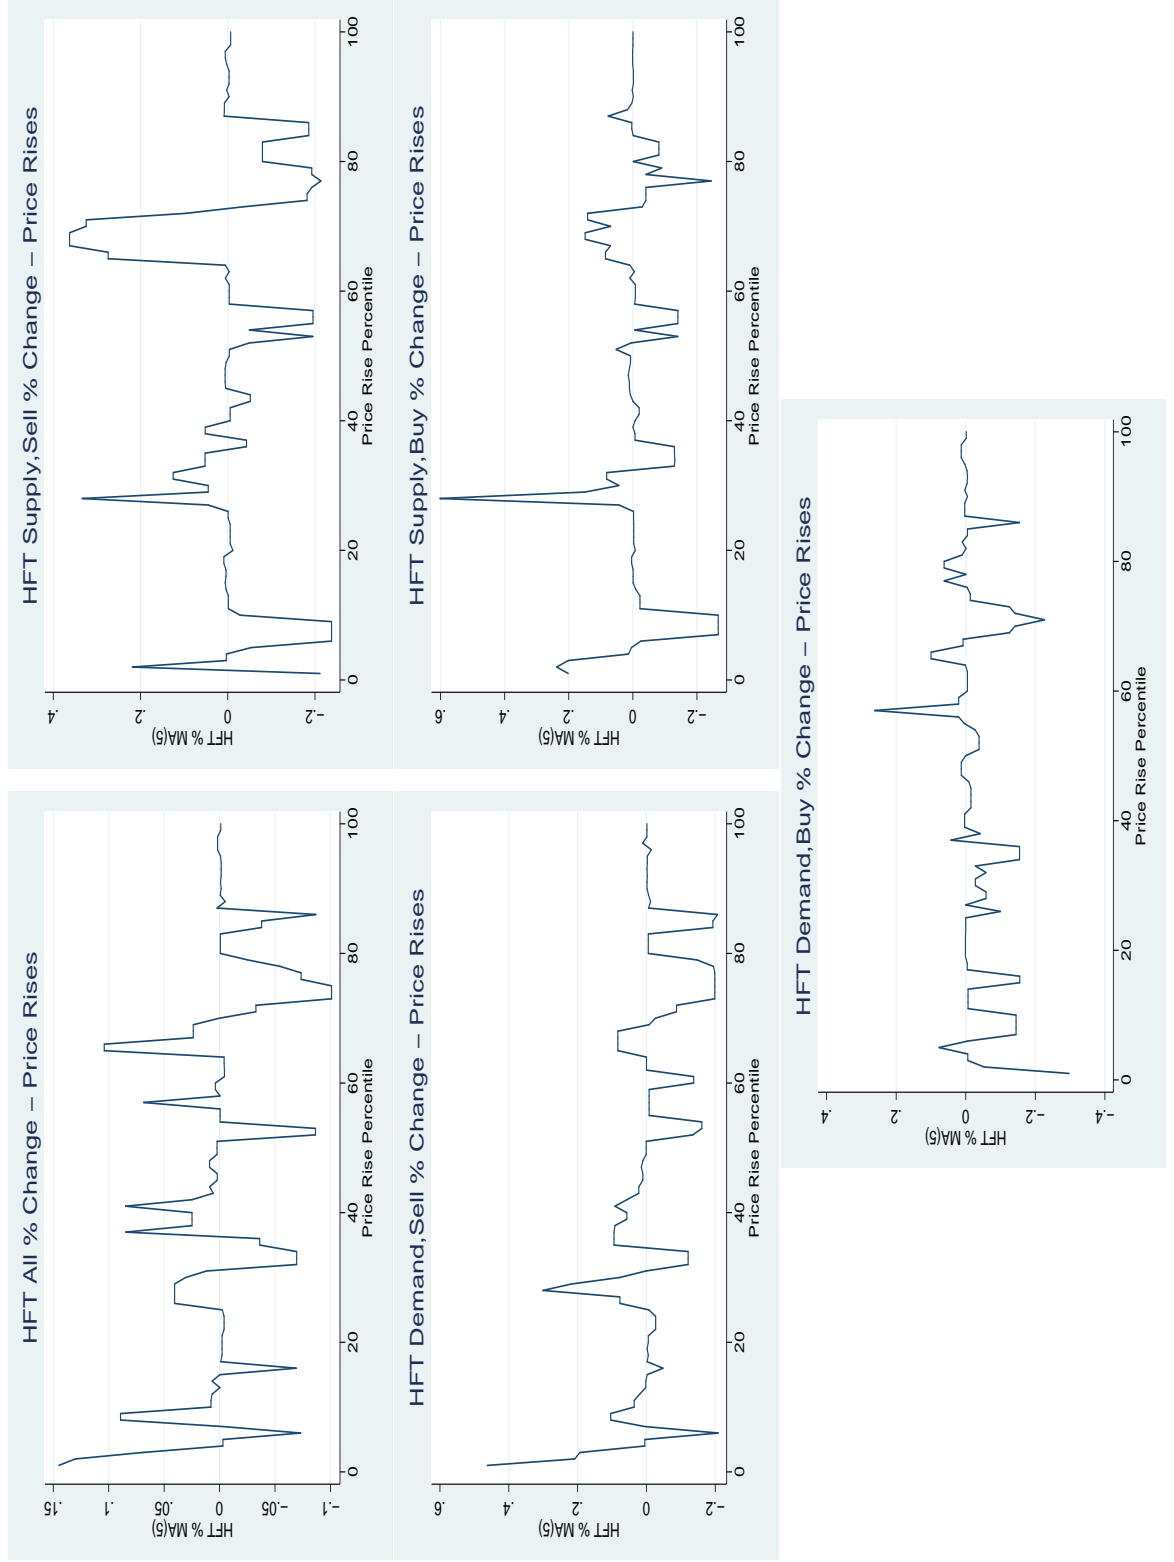 HFT All % Change – Price Rises
HFT % MA(5)
.15
.1
.05
0
-.05
-.1
0 20 40 60 80 100
Price Rise Percentile
HFT Supply,Sell % Change – Price Rises
HFT % MA(5)
.4
.2
0
-.2
0 20 40 60 80 100
Price Rise Percentile
HFT Demand,Sell % Change – Price Rises
HFT % MA(5)
.6
.4
.2
0
-.2
0 20 40 60 80 100
Price Rise Percentile
HFT Supply,Buy % Change – Price Rises
HFT % MA(5)
.6
.4
.2
0
-.2
0 20 40 60 80 100
Price Rise Percentile
HFT Demand,Buy % Change – Price Rises
HFT % MA(5)
.4
.2
0
-.2
-.4
0 20 40 60 80 100
Price Rise Percentile